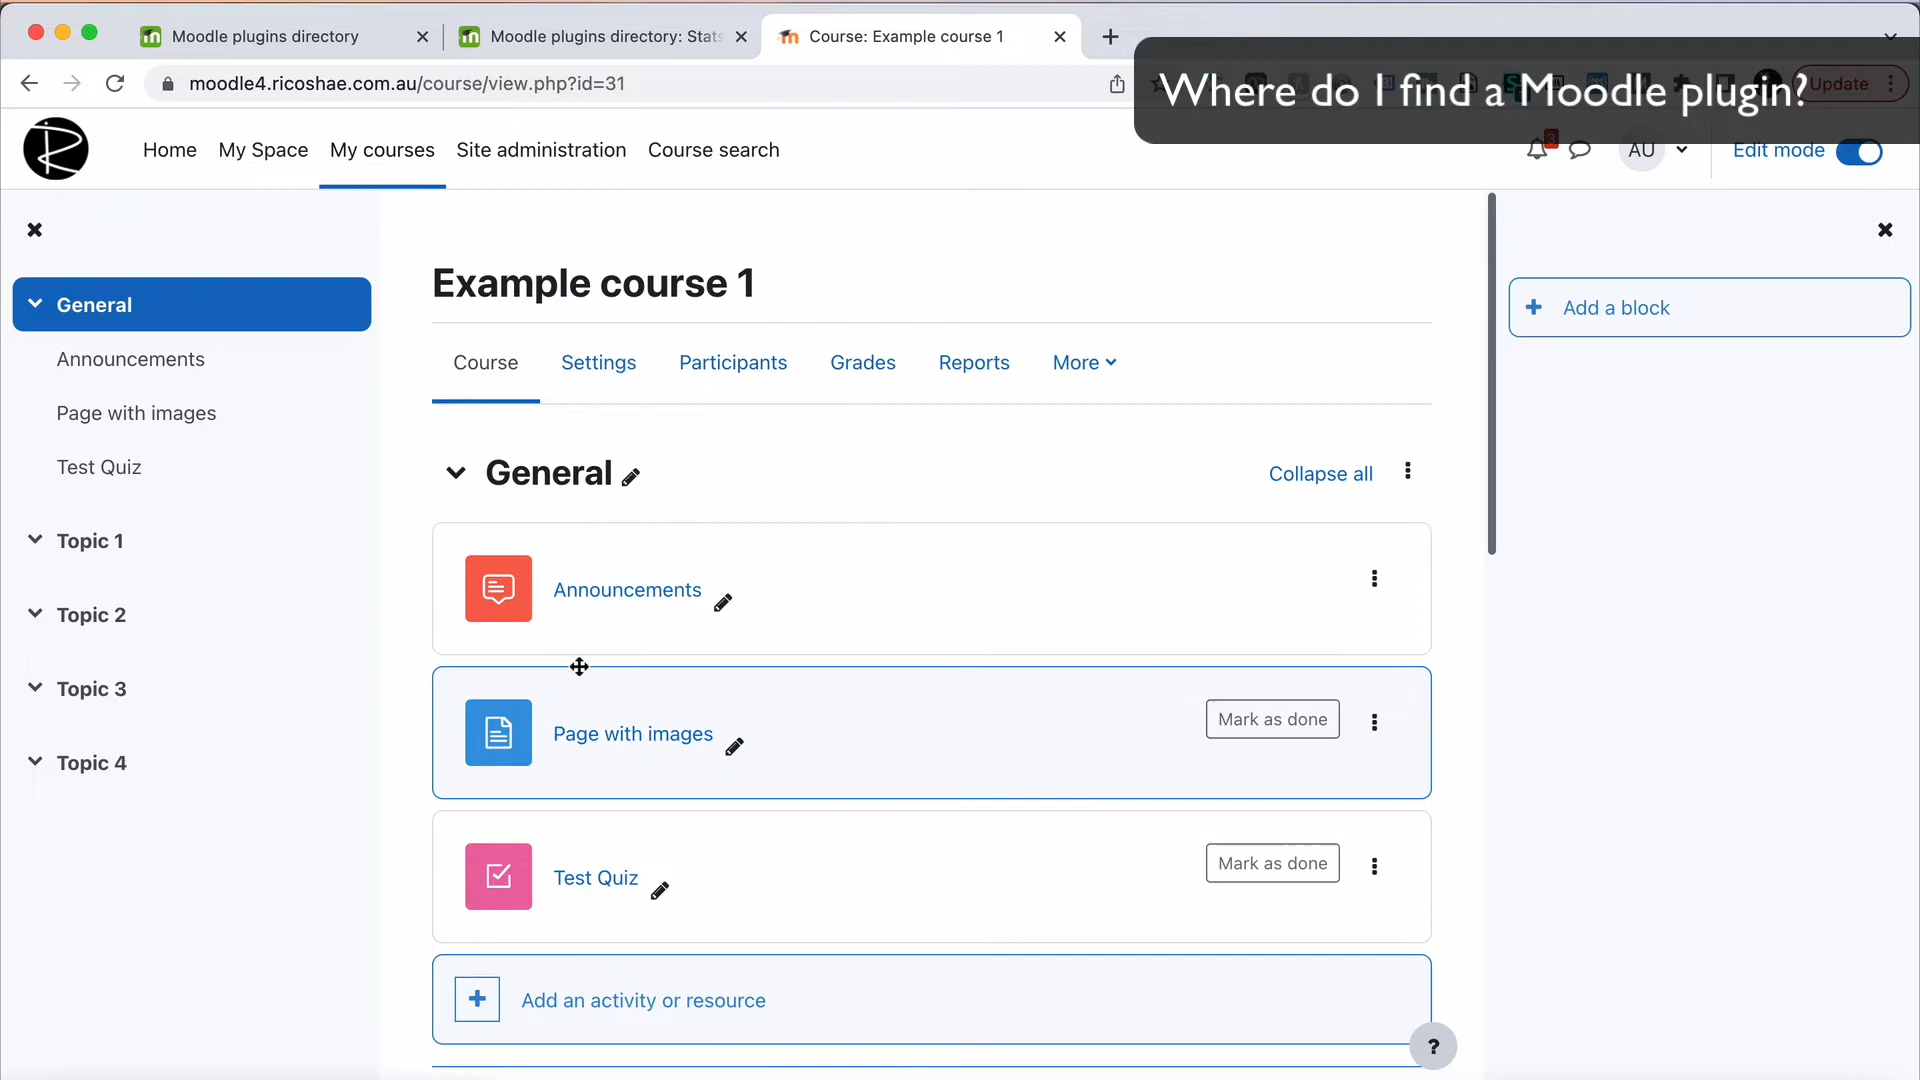 Moodle plugins directory
Moodle plugins directory: Stats
Course: Example course 1
moodle4.ricoshae.com.au/course/view.php?id=31
Where do I find a Moodle plugin?
Update
Home
My Space
My courses
Site administration
Course search
3
AU
Edit mode
General
Announcements
Page with images
Test Quiz
Topic 1
Topic 2
Topic 3
Topic 4
Example course 1
Course
Settings
Participants
Grades
Reports
More
General
Collapse all
Announcements
Page with images
Mark as done
Test Quiz
Mark as done
Add an activity or resource
?
Add a block